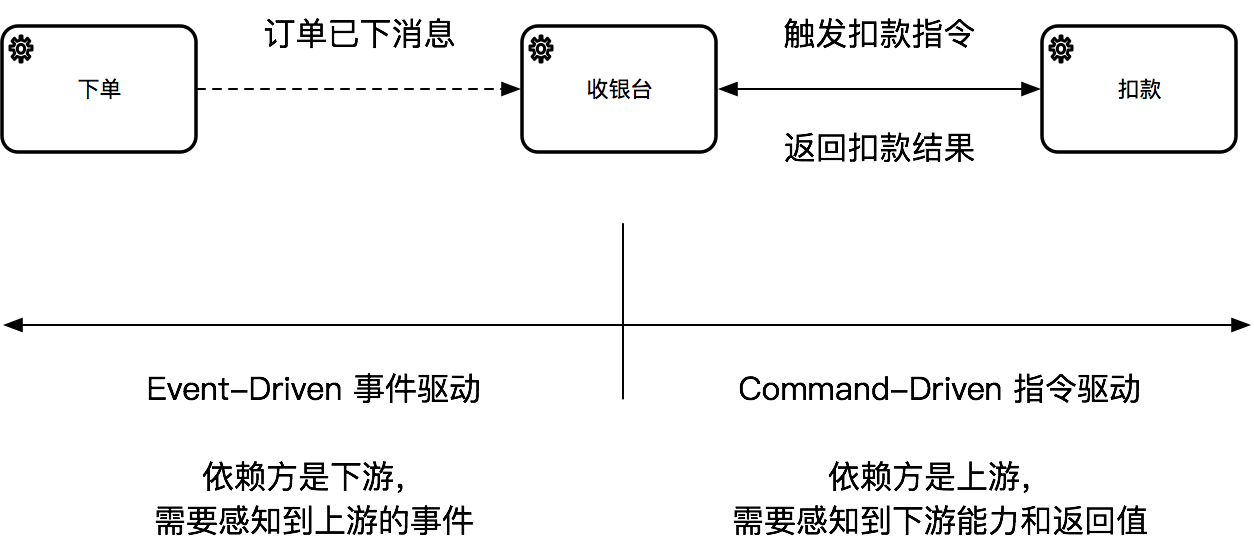 订单已下消息
触发扣款指令
下单
收银台
扣款
返回扣款结果
Event-Driven 事件驱动
Command-Driven 指令驱动
依赖方是下游，
需要感知到上游的事件
依赖方是上游，
需要感知到下游能力和返回值